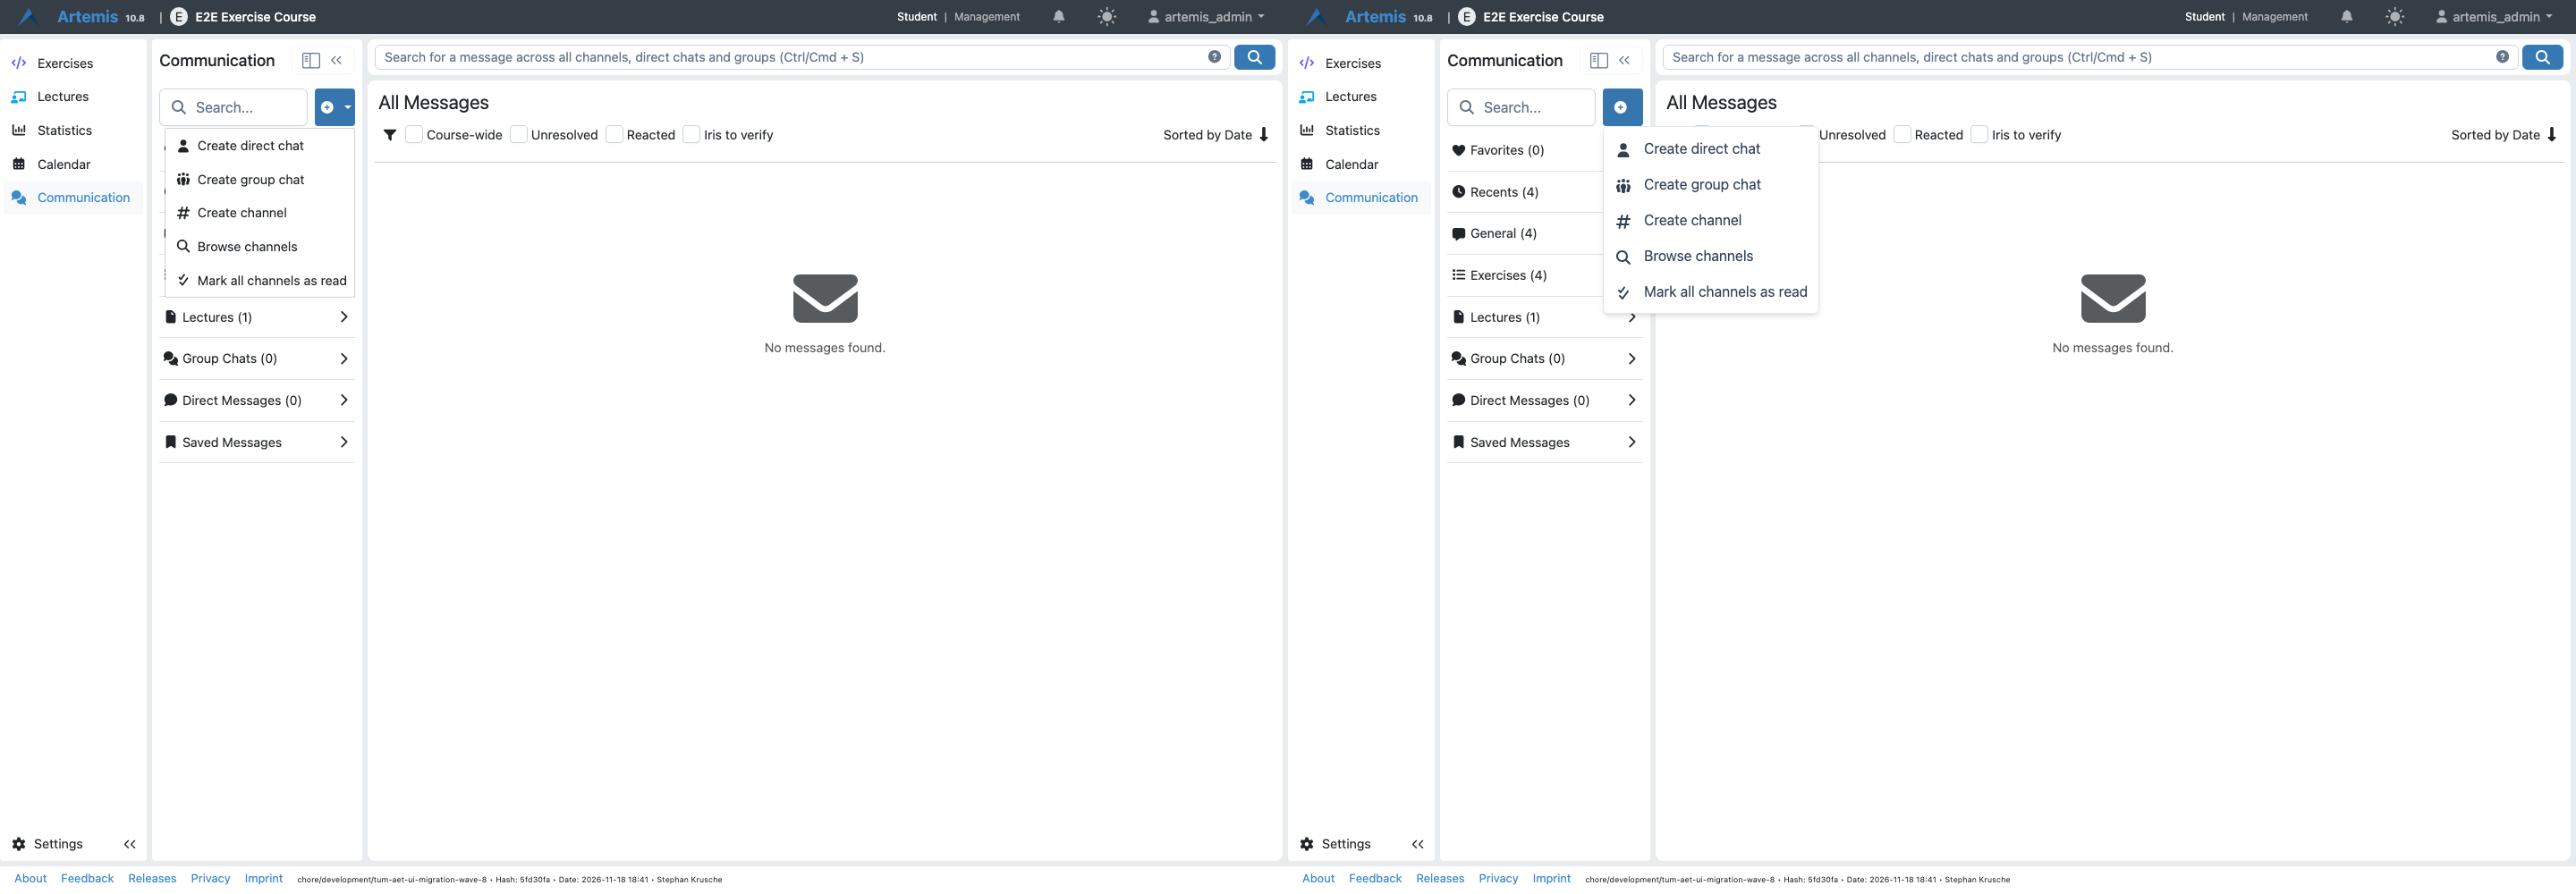 Artemis 10.8 | E E2E Exercise Course
Student | Management
artemis_admin
Exercises
Lectures
Statistics
Calendar
Communication
Settings
Communication
Search...
Create direct chat
Create group chat
Create channel
Browse channels
Mark all channels as read
Lectures (1)
Group Chats (0)
Direct Messages (0)
Saved Messages
Search for a message across all channels, direct chats and groups (Ctrl/Cmd + S)
All Messages
Course-wide Unresolved Reacted Iris to verify
Sorted by Date
No messages found.
About Feedback Releases Privacy Imprint chore/development/tum-aet-ui-migration-wave-8 • Hash: 5fd30fa • Date: 2026-11-18 18:41 • Stephan Krusche
Artemis 10.8 | E E2E Exercise Course
Student | Management
artemis_admin
Exercises
Lectures
Statistics
Calendar
Communication
Settings
Communication
Search...
Favorites (0)
Recents (4)
General (4)
Exercises (4)
Lectures (1)
Group Chats (0)
Direct Messages (0)
Saved Messages
Create direct chat
Create group chat
Create channel
Browse channels
Mark all channels as read
Search for a message across all channels, direct chats and groups (Ctrl/Cmd + S)
All Messages
Unresolved Reacted Iris to verify
Sorted by Date
No messages found.
About Feedback Releases Privacy Imprint chore/development/tum-aet-ui-migration-wave-8 • Hash: 5fd30fa • Date: 2026-11-18 18:41 • Stephan Krusche